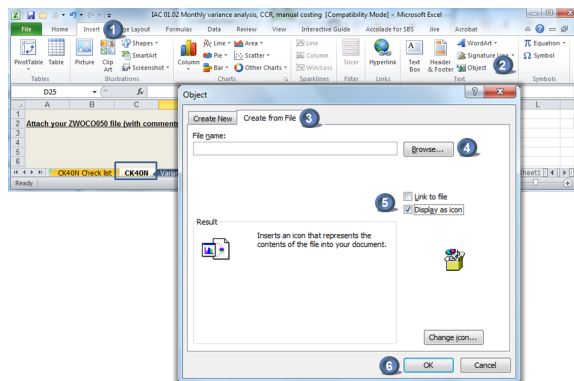 IAC 01.02 Monthly variance analysis, CCR, manual costing [Compatibility Mode] - Microsoft Excel
File Home Insert 1 ge Layout Formulas Data Review View Interactive Guide Accolade for SBS Jive Acrobat
Shapes Line Area Line WordArt Equation
Pie Scatter Column Signature Line Symbol
PivotTable Table Picture Clip Art SmartArt Screenshot Column Bar Other Charts Win/Loss Slicer Hyperlink Text Box Header & Footer Object 2
Tables Illustrations Charts Sparklines Filter Links Text Symbols
D25 fx
A B C L
1
2 Attach your ZWOCO050 file (with comment
3
4
5
6
CK40N Check list CK40N Varian Sheet1
Ready
Object
Create New Create from File 3
File name:
Browse... 4
5 Link to file
Display as icon
Result
Inserts an icon that represents the
contents of the file into your document.
Change icon...
6 OK Cancel